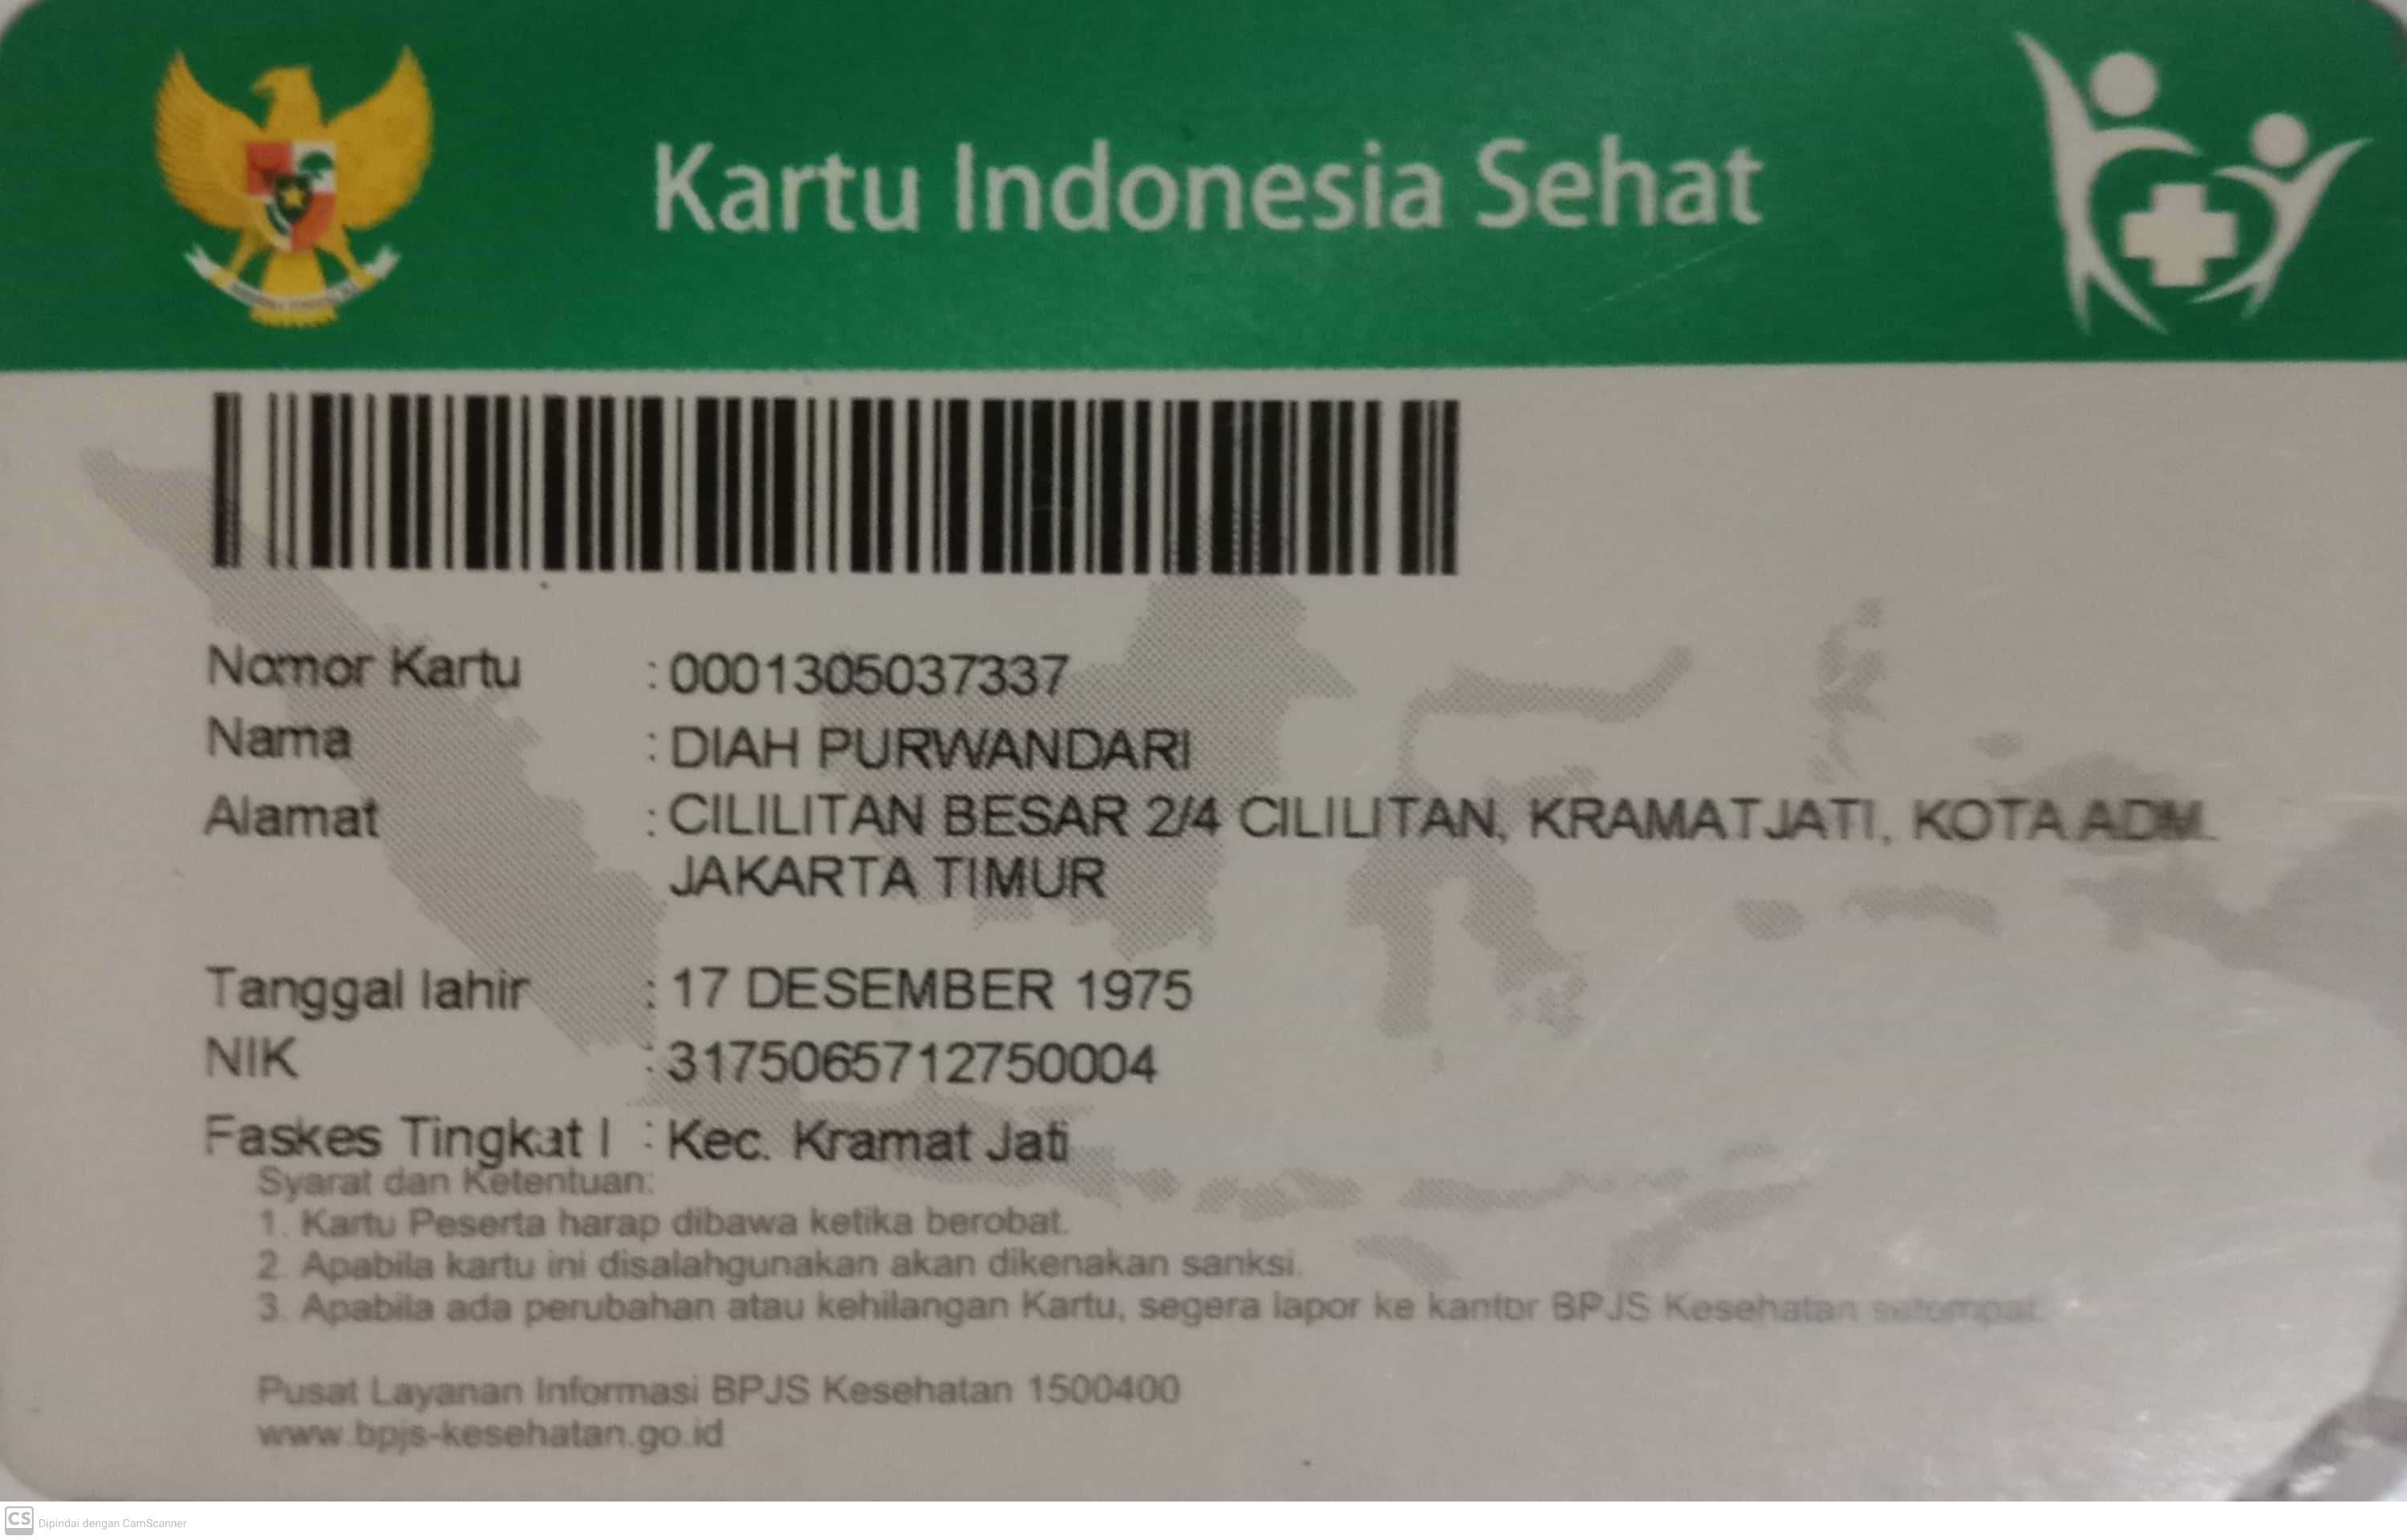 Kartu Indonesia Sehat
Nomor Kartu : 0001305037337
Nama : DIAH PURWANDARI
Alamat : CILILITAN BESAR 2/4 CILILITAN, KRAMATJATI, KOTA ADM.
JAKARTA TIMUR
Tanggal lahir : 17 DESEMBER 1975
NIK : 3175065712750004
Faskes Tingkat I : Kec. Kramat Jati
Syarat dan Ketentuan:
1. Kartu Peserta harap dibawa ketika berobat.
2. Apabila kartu ini disalahgunakan akan dikenakan sanksi.
3. Apabila ada perubahan atau kehilangan Kartu, segera lapor ke kantor BPJS Kesehatan setempat.
Pusat Layanan Informasi BPJS Kesehatan 1500400
www.bpjs-kesehatan.go.id
CS Dipindai dengan CamScanner